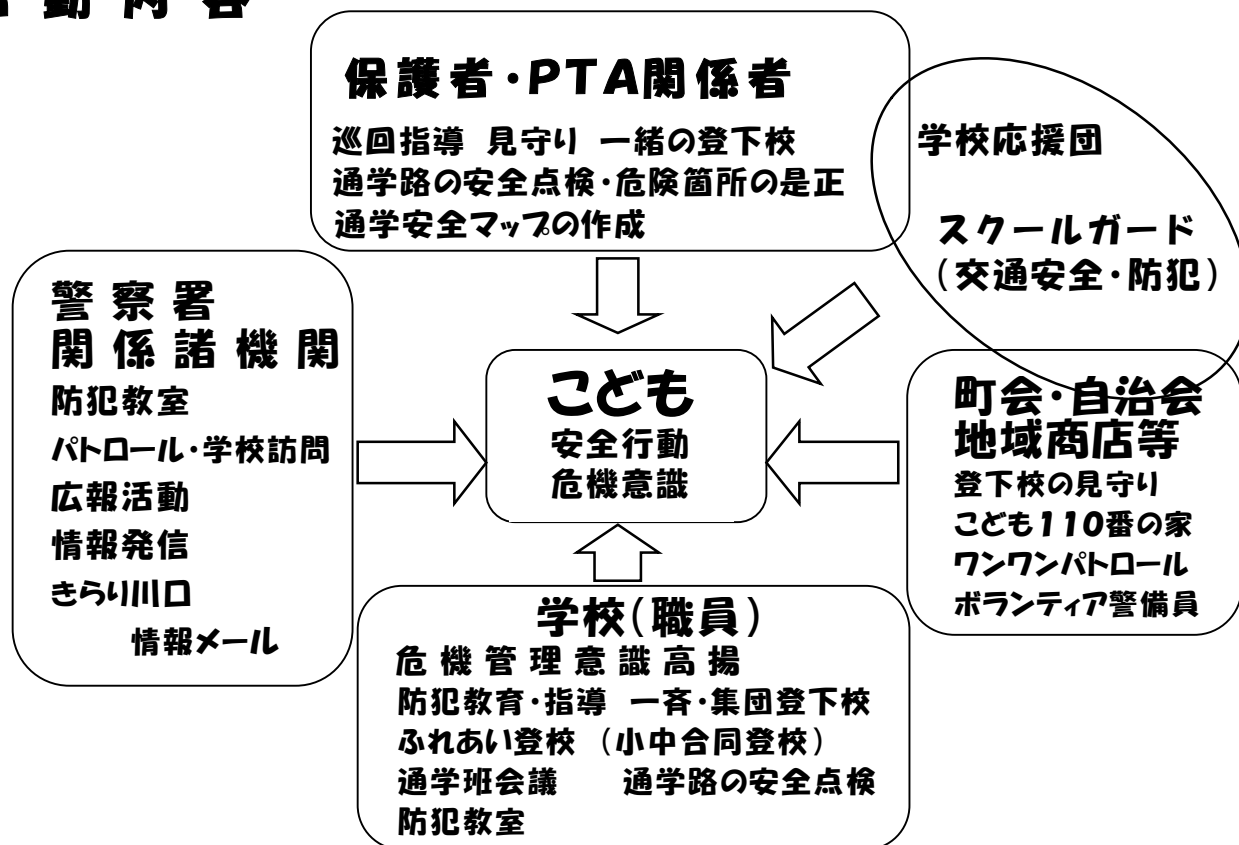 活動内容
保護者・PTA関係者
巡回指導 見守り 一緒の登下校
通学路の安全点検・危険箇所の是正
通学安全マップの作成
学校応援団
スクールガード
(交通安全・防犯)
警察署
関係諸機関
防犯教室
パトロール・学校訪問
広報活動
情報発信
きらり川口
情報メール
こども
安全行動
危機意識
町会・自治会
地域商店等
登下校の見守り
こども110番の家
ワンワンパトロール
ボランティア警備員
学校(職員)
危機管理意識高揚
防犯教育・指導 一斉・集団登下校
ふれあい登校 (小中合同登校)
通学班会議 通学路の安全点検
防犯教室